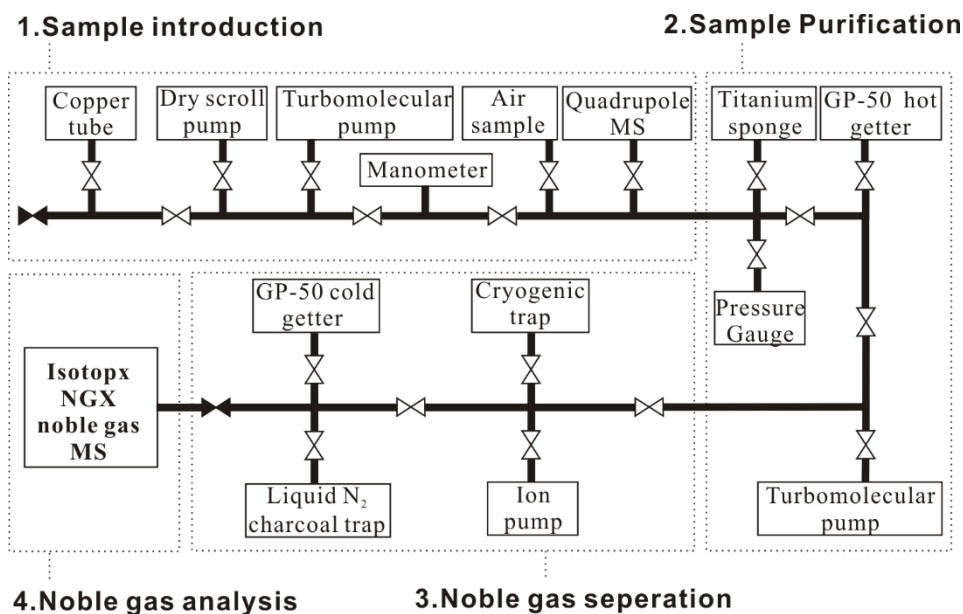 1.Sample introduction
2.Sample Purification
Copper
tube
Dry scroll
pump
Turbomolecular
pump
Air
sample
Quadrupole
MS
Titanium
sponge
GP-50 hot
getter
Manometer
Pressure
Gauge
GP-50 cold
getter
Cryogenic
trap
Isotopx
NGX
noble gas
MS
Liquid N₂
charcoal trap
Ion
pump
Turbomolecular
pump
4.Noble gas analysis
3.Noble gas seperation